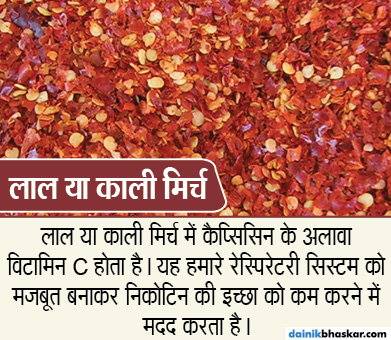 लाल या काली मिर्च
लाल या काली मिर्च में कैप्सिसिन के अलावा
विटामिन C होता है। यह हमारे रेस्पिरेटरी सिस्टम को
मजबूत बनाकर निकोटिन की इच्छा को कम करने में
मदद करता है।
dainikbhaskar.com